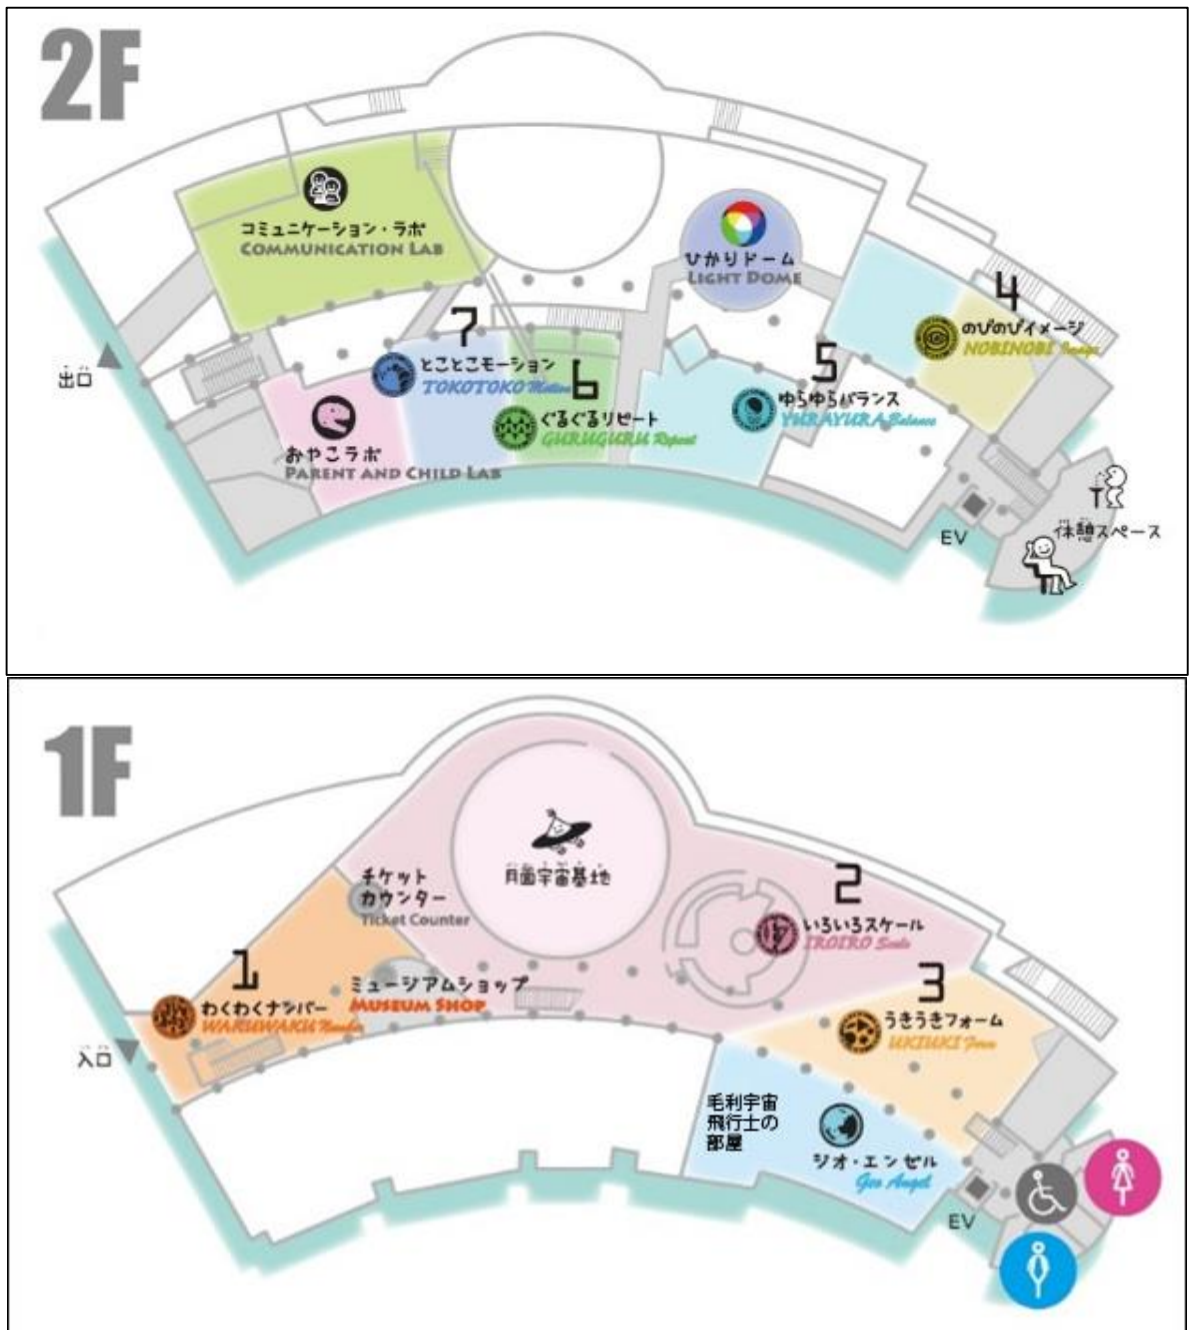 2F
コミュニケーション・ラボ
COMMUNICATION LAB
ひかりドーム
LIGHT DOME
4
のびのびイメージ
NOBINOBI Image
7
とことこモーション
TOKOTOKO Motion
6
ぐるぐるリピート
GURUGURU Repeat
5
ゆらゆらバランス
YURAYURA Balance
出口
おやこラボ
PARENT AND CHILD LAB
EV
休憩スペース
1F
月面宇宙基地
チケット
カウンター
Ticket Counter
2
いろいろスケール
IROIRO Scale
1
わくわくナンバー
WAKUWAKU Number
ミュージアムショップ
MUSEUM SHOP
3
うきうきフォーム
UKIUKI Form
入口
毛利宇宙
飛行士の
部屋
ジオ・エンゼル
Geo Angel
EV